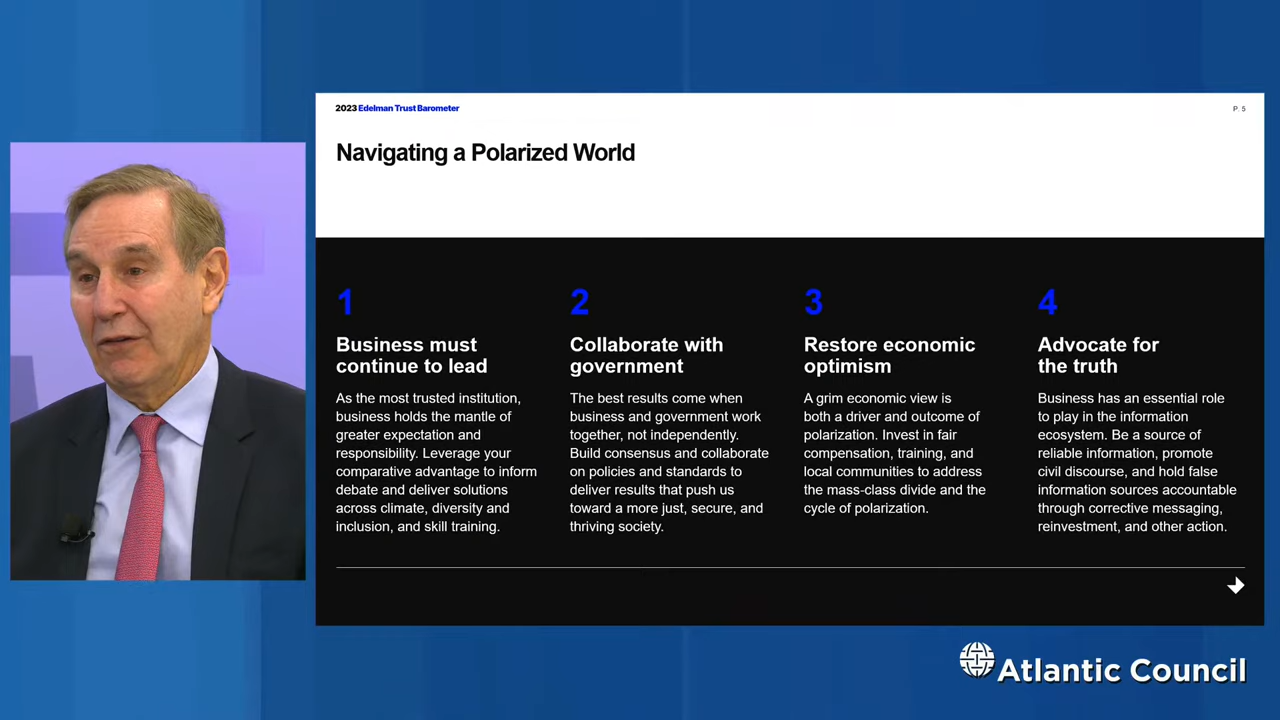 2023 Edelman Trust Barometer
P. 5
Navigating a Polarized World
1
Business must
continue to lead
As the most trusted institution,
business holds the mantle of
greater expectation and
responsibility. Leverage your
comparative advantage to inform
debate and deliver solutions
across climate, diversity and
inclusion, and skill training.
2
Collaborate with
government
The best results come when
business and government work
together, not independently.
Build consensus and collaborate
on policies and standards to
deliver results that push us
toward a more just, secure, and
thriving society.
3
Restore economic
optimism
A grim economic view is
both a driver and outcome of
polarization. Invest in fair
compensation, training, and
local communities to address
the mass-class divide and the
cycle of polarization.
4
Advocate for
the truth
Business has an essential role
to play in the information
ecosystem. Be a source of
reliable information, promote
civil discourse, and hold false
information sources accountable
through corrective messaging,
reinvestment, and other action.
Atlantic Council